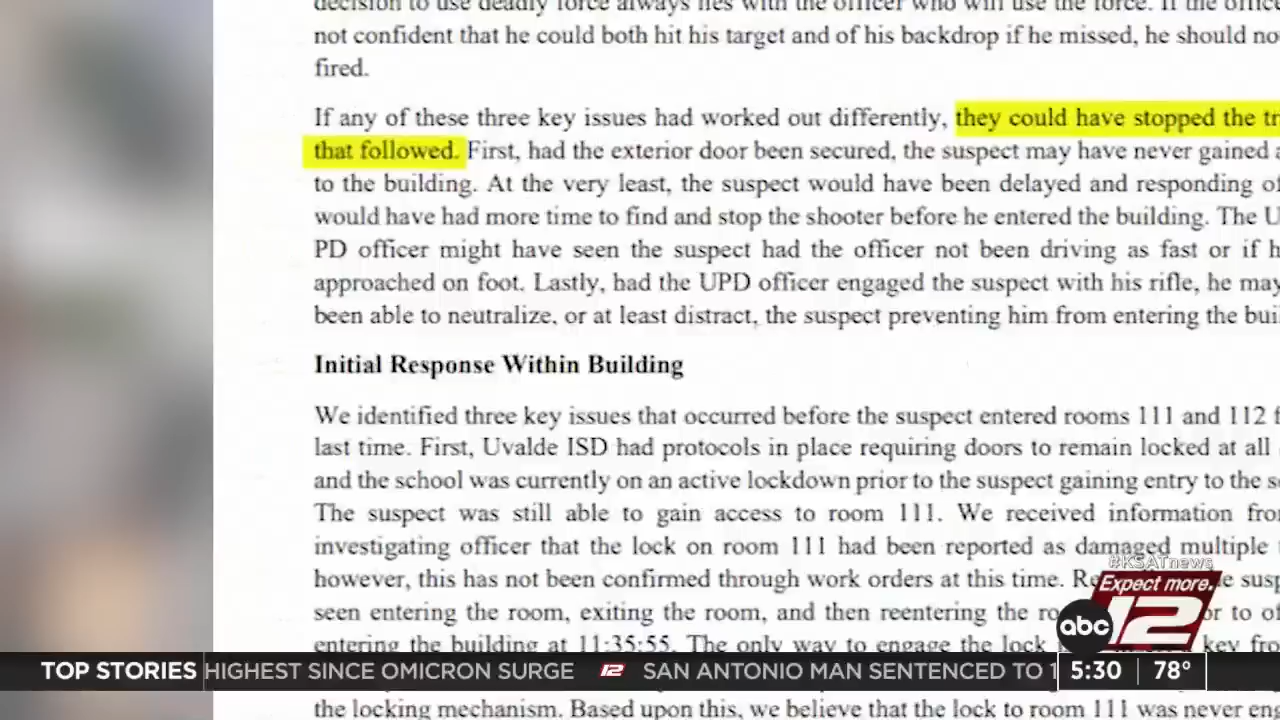 decision to use deadly force always lies with the officer who will use the force. If the office
not confident that he could both hit his target and of his backdrop if he missed, he should no
fired.
If any of these three key issues had worked out differently, they could have stopped the tr
that followed. First, had the exterior door been secured, the suspect may have never gained a
to the building. At the very least, the suspect would have been delayed and responding of
would have had more time to find and stop the shooter before he entered the building. The U
PD officer might have seen the suspect had the officer not been driving as fast or if h
approached on foot. Lastly, had the UPD officer engaged the suspect with his rifle, he may
been able to neutralize, or at least distract, the suspect preventing him from entering the bui
Initial Response Within Building
We identified three key issues that occurred before the suspect entered rooms 111 and 112 f
last time. First, Uvalde ISD had protocols in place requiring doors to remain locked at all
and the school was currently on an active lockdown prior to the suspect gaining entry to the s
The suspect was still able to gain access to room 111. We received information fro
investigating officer that the lock on room 111 had been reported as damaged multiple
however, this has not been confirmed through work orders at this time. Re e susp
seen entering the room, exiting the room, and then reentering the ro or to of
entering the building at 11:35:55. The only way to engage the lock key fro
the locking mechanism. Based upon this, we believe that the lock to room 111 was never eng
#KSATnews
Expect more.
abc 12
TOP STORIES HIGHEST SINCE OMICRON SURGE 12 SAN ANTONIO MAN SENTENCED TO 1 5:30 78°